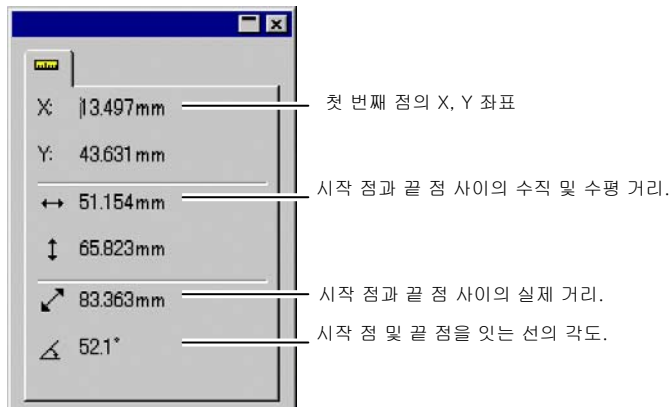 X: 13.497mm 첫 번째 점의 X, Y 좌표
Y: 43.631mm
51.154mm 시작 점과 끝 점 사이의 수직 및 수평 거리.
65.823mm
83.363mm 시작 점과 끝 점 사이의 실제 거리.
52.1° 시작 점 및 끝 점을 잇는 선의 각도.